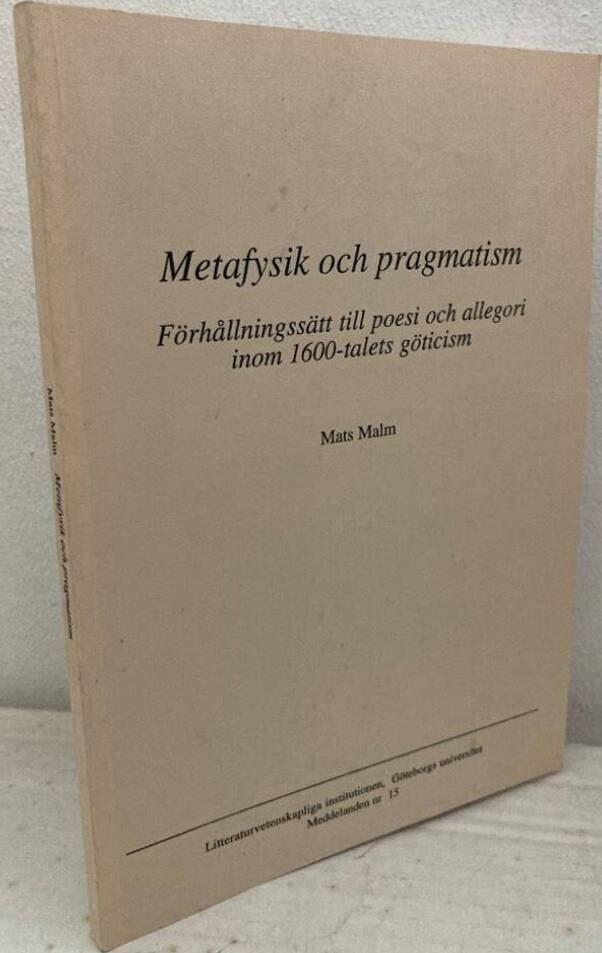 Metafysik och pragmatism
Förhållningssätt till poesi och allegori
inom 1600-talets göticism
Mats Malm
Litteraturvetenskapliga institutionen, Göteborgs universitet
Meddelanden nr 15
Mats Malm Metafysik och pragmatism